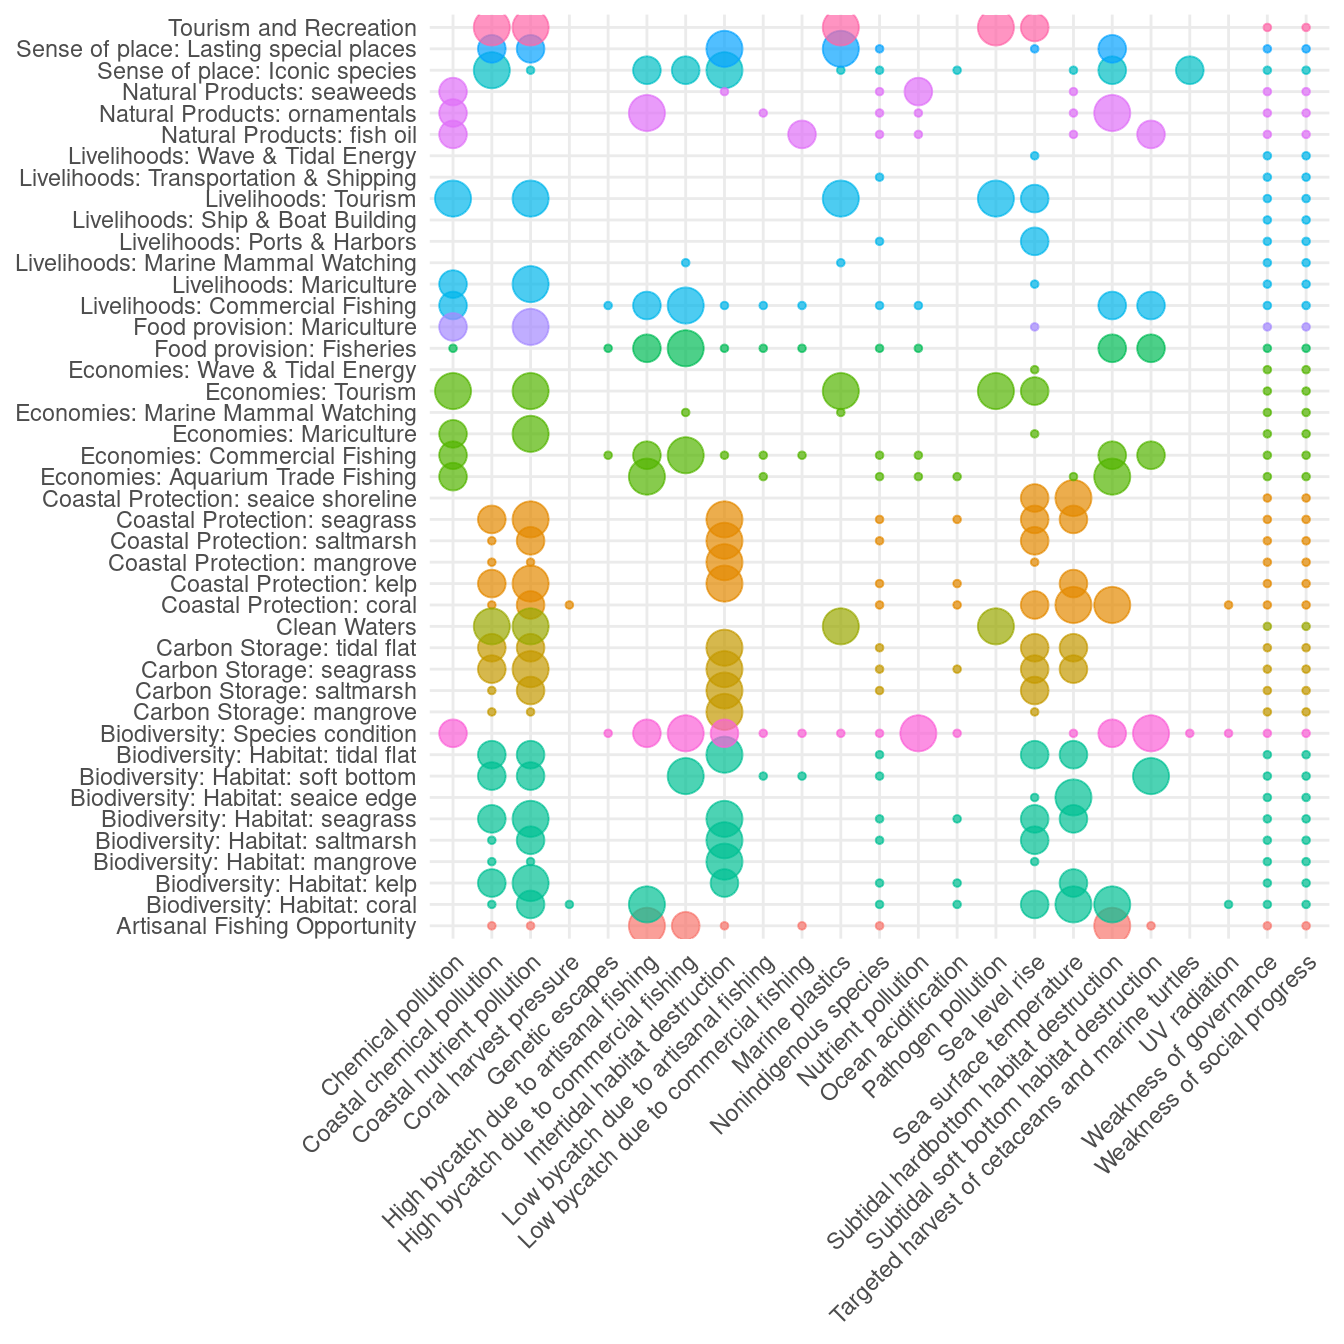 Tourism and Recreation
Sense of place: Lasting special places
Sense of place: Iconic species
Natural Products: seaweeds
Natural Products: ornamentals
Natural Products: fish oil
Livelihoods: Wave & Tidal Energy
Livelihoods: Transportation & Shipping
Livelihoods: Tourism
Livelihoods: Ship & Boat Building
Livelihoods: Ports & Harbors
Livelihoods: Marine Mammal Watching
Livelihoods: Mariculture
Livelihoods: Commercial Fishing
Food provision: Mariculture
Food provision: Fisheries
Economies: Wave & Tidal Energy
Economies: Tourism
Economies: Marine Mammal Watching
Economies: Mariculture
Economies: Commercial Fishing
Economies: Aquarium Trade Fishing
Coastal Protection: seaice shoreline
Coastal Protection: seagrass
Coastal Protection: saltmarsh
Coastal Protection: mangrove
Coastal Protection: kelp
Coastal Protection: coral
Clean Waters
Carbon Storage: tidal flat
Carbon Storage: seagrass
Carbon Storage: saltmarsh
Carbon Storage: mangrove
Biodiversity: Species condition
Biodiversity: Habitat: tidal flat
Biodiversity: Habitat: soft bottom
Biodiversity: Habitat: seaice edge
Biodiversity: Habitat: seagrass
Biodiversity: Habitat: saltmarsh
Biodiversity: Habitat: mangrove
Biodiversity: Habitat: kelp
Biodiversity: Habitat: coral
Artisanal Fishing Opportunity
Chemical pollution
Coastal chemical pollution
Coastal nutrient pollution
Coral harvest pressure
Genetic escapes
High bycatch due to artisanal fishing
High bycatch due to commercial fishing
Intertidal habitat destruction
Low bycatch due to artisanal fishing
Low bycatch due to commercial fishing
Marine plastics
Nonindigenous species
Nutrient pollution
Ocean acidification
Pathogen pollution
Sea level rise
Sea surface temperature
Subtidal hardbottom habitat destruction
Subtidal soft bottom habitat destruction
Targeted harvest of cetaceans and marine turtles
UV radiation
Weakness of governance
Weakness of social progress